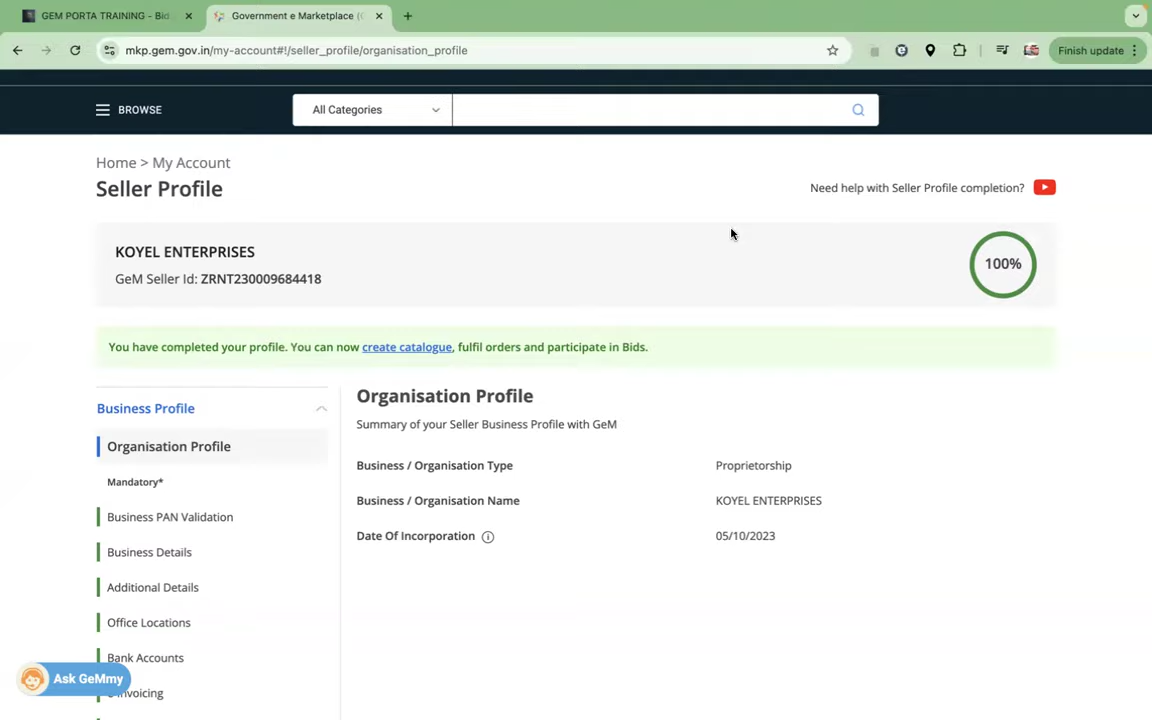 GEM PORTA TRAINING - Bid
Government e Marketplace (
mkp.gem.gov.in/my-account#!/seller_profile/organisation_profile
Finish update
BROWSE
All Categories
Home > My Account
Seller Profile
Need help with Seller Profile completion?
KOYEL ENTERPRISES
GeM Seller Id: ZRNT230009684418
100%
You have completed your profile. You can now create catalogue, fulfil orders and participate in Bids.
Business Profile
Organisation Profile
Mandatory*
Business PAN Validation
Business Details
Additional Details
Office Locations
Bank Accounts
Invoicing
Ask GeMmy
Organisation Profile
Summary of your Seller Business Profile with GeM
Business / Organisation Type
Proprietorship
Business / Organisation Name
KOYEL ENTERPRISES
Date Of Incorporation
05/10/2023